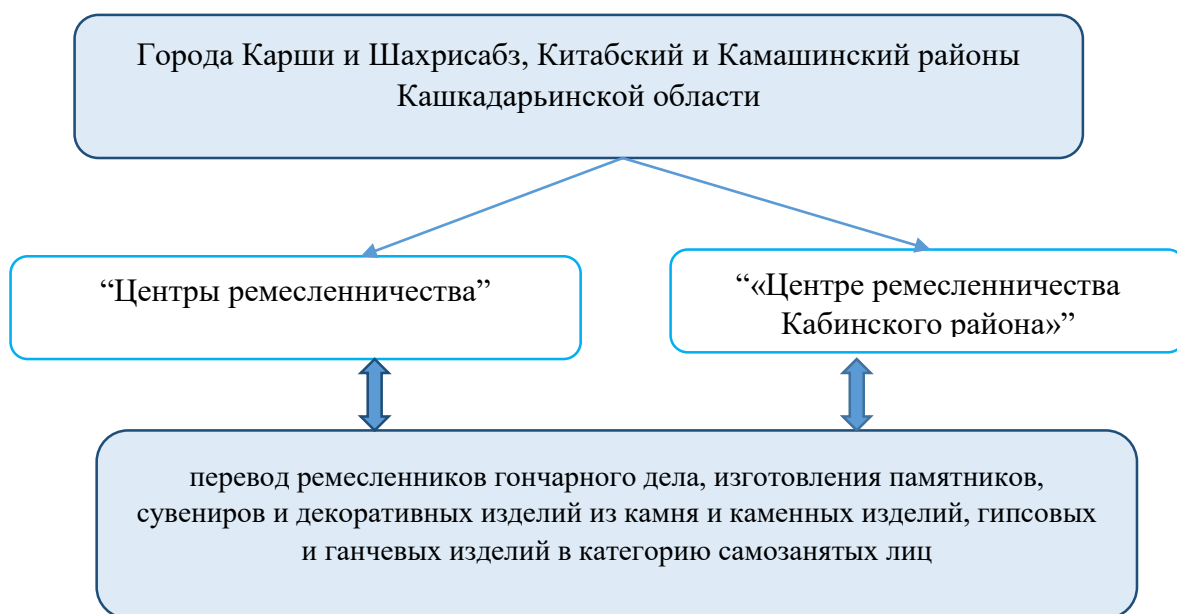 Города Карши и Шахрисабз, Китабский и Камашинский районы
Кашкадарьинской области
“Центры ремесленничества”
“«Центре ремесленничества
Кабинского района»”
перевод ремесленников гончарного дела, изготовления памятников,
сувениров и декоративных изделий из камня и каменных изделий, гипсовых
и ганчевых изделий в категорию самозанятых лиц